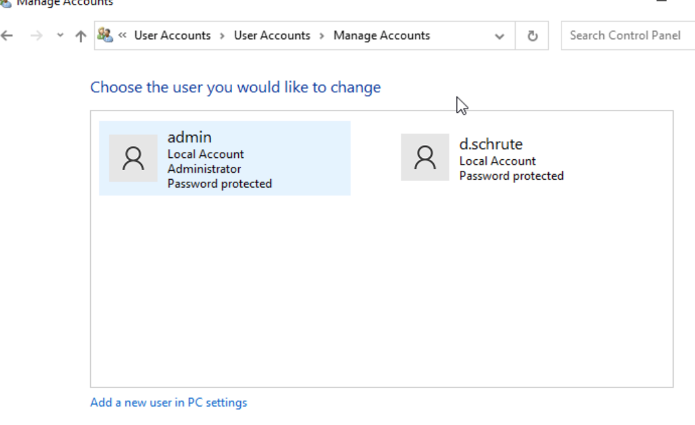 Manage Accounts
« User Accounts > User Accounts > Manage Accounts
Search Control Panel
Choose the user you would like to change
admin
Local Account
Administrator
Password protected
d.schrute
Local Account
Password protected
Add a new user in PC settings